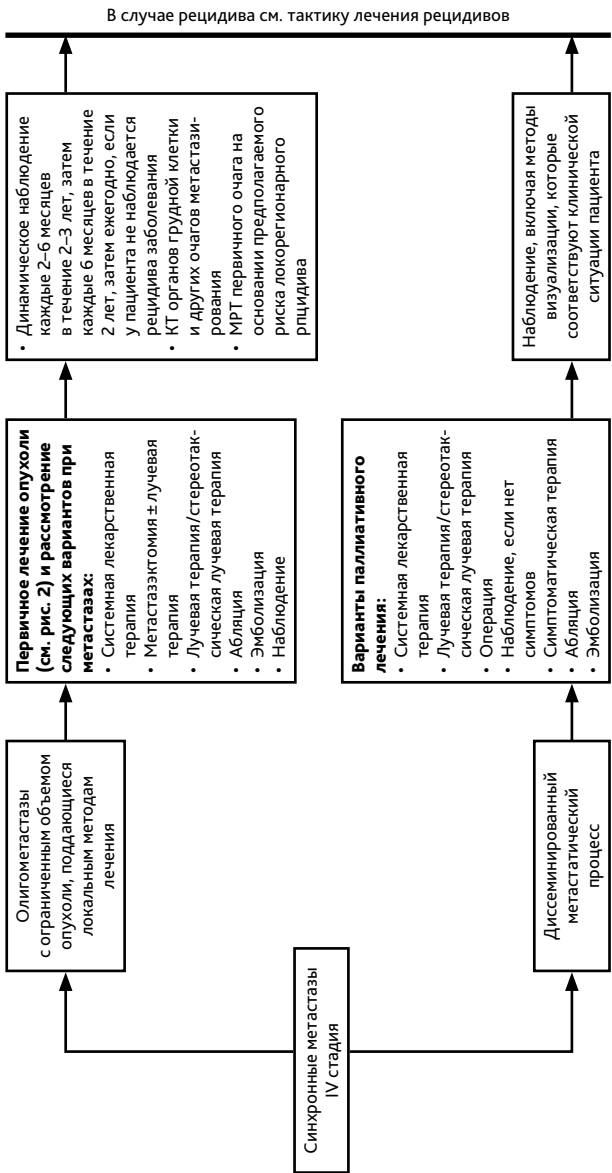 В случае рецидива см. тактику лечения рецидивов
Синхронные метастазы
IV стадия
Олигометастазы
с ограниченным объемом
опухоли, поддающиеся
локальным методам
лечения
Первичное лечение опухоли
(см. рис. 2) и рассмотрение
следующих вариантов при
метастазах:
• Системная лекарственная
терапия
• Метастазэктомия ± лучевая
терапия
• Лучевая терапия/стереотак-
сическая лучевая терапия
• Абляция
• Эмболизация
• Наблюдение
• Динамическое наблюдение
каждые 2–6 месяцев
в течение 2–3 лет, затем
каждые 6 месяцев в течение
2 лет, затем ежегодно, если
у пациента не наблюдается
рецидива заболевания
• КТ органов грудной клетки
и других очагов метастази-
рования
• МРТ первичного очага на
основании предполагаемого
риска локорегионарного
рпцидива
Диссеминированный
метастатический
процесс
Варианты паллиативного
лечения:
• Системная лекарственная
терапия
• Лучевая терапия/стереотак-
сическая лучевая терапия
• Операция
• Наблюдение, если нет
симптомов
• Симптоматическая терапия
• Абляция
• Эмболизация
Наблюдение, включая методы
визуализации, которые
соответствуют клинической
ситуации пациента